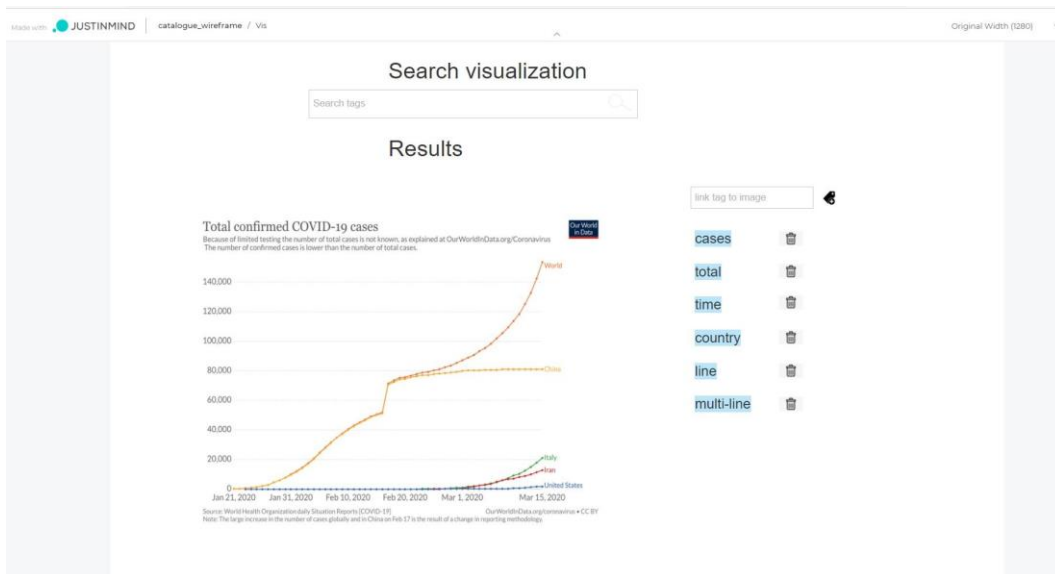 Made with JUSTINMIND catalogue_wireframe / Vis Original Width (1280)
Search visualization
Search tags
Results
link tag to image
Total confirmed COVID-19 cases
Our World in Data
Because of limited testing the number of total cases is not known, as explained at OurWorldInData.org/Coronavirus
The number of confirmed cases is lower than the number of total cases.
cases
total
time
country
line
multi-line
World
140,000
120,000
100,000
80,000
China
60,000
40,000
20,000
Italy
Iran
0
United States
Jan 21, 2020 Jan 31, 2020 Feb 10, 2020 Feb 20, 2020 Mar 1, 2020 Mar 15, 2020
Source: World Health Organization daily Situation Reports (COVID-19) OurWorldInData.org/coronavirus • CC BY
Note: The large increase in the number of cases globally and in China on Feb 17 is the result of a change in reporting methodology.